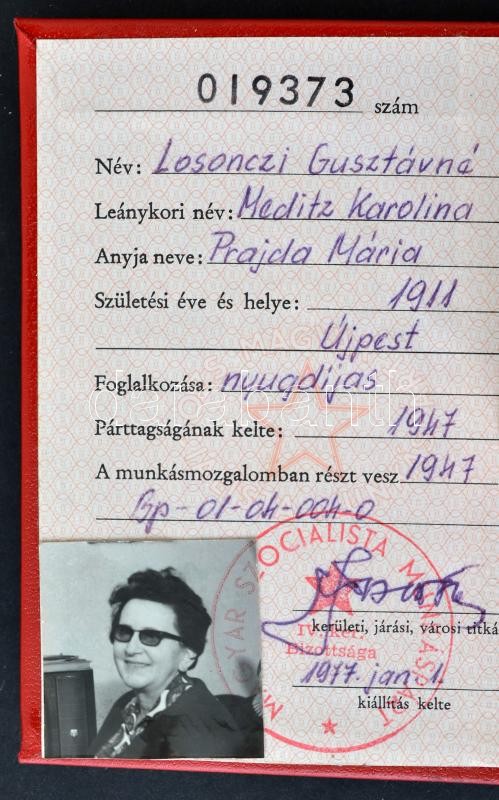 019373 szám
Név: Losonczi Gusztávné
Leánykori név: Meditz Karolina
Anyja neve: Prajda Mária
Születési éve és helye: 1911
Újpest
Foglalkozása: nyugdíjas
Párttagságának kelte: 1947
A munkásmozgalomban részt vesz 1947
Bp-01-04-004-0
MAGYAR SZOCIALISTA MUNKÁSPÁRT
IV. ker.
Bizottsága
kerületi, járási, városi titká
1977. jan. 1.
kiállítás kelte
darabanth